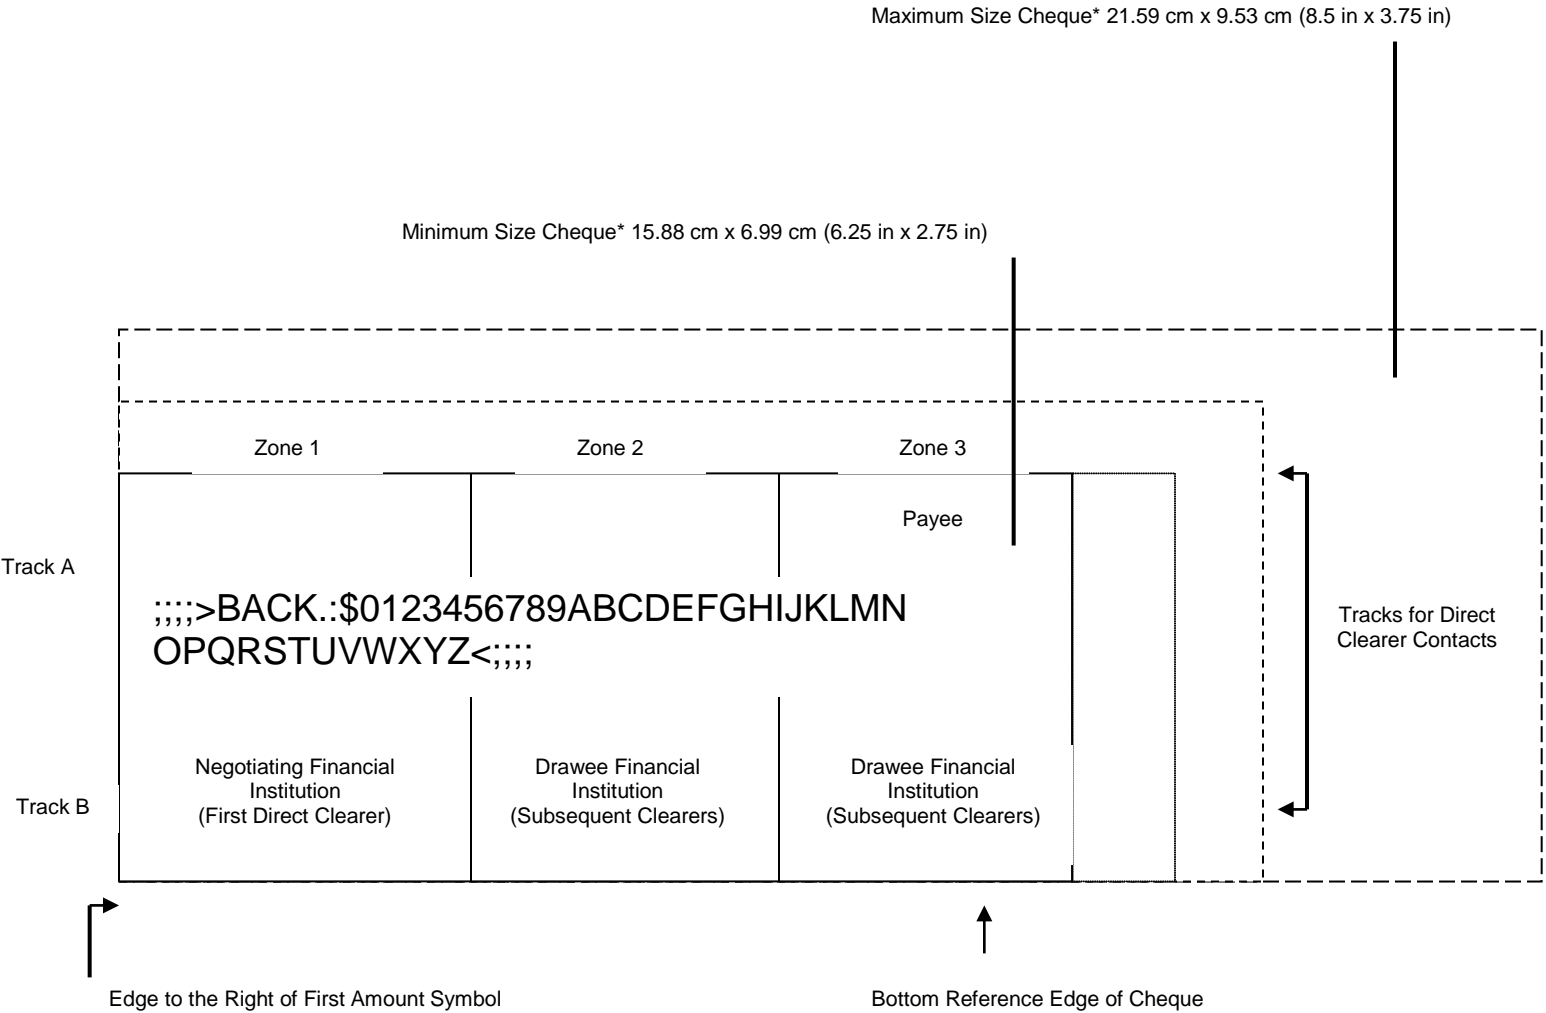 Maximum Size Cheque* 21.59 cm x 9.53 cm (8.5 in x 3.75 in)
Minimum Size Cheque* 15.88 cm x 6.99 cm (6.25 in x 2.75 in)
Zone 1
Zone 2
Zone 3
Payee
Track A
;;;;>BACK.:$0123456789ABCDEFGHIJKLMN
OPQRSTUVWXYZ<;;;;
Tracks for Direct
Clearer Contacts
Track B
Negotiating Financial
Institution
(First Direct Clearer)
Drawee Financial
Institution
(Subsequent Clearers)
Drawee Financial
Institution
(Subsequent Clearers)
Edge to the Right of First Amount Symbol
Bottom Reference Edge of Cheque